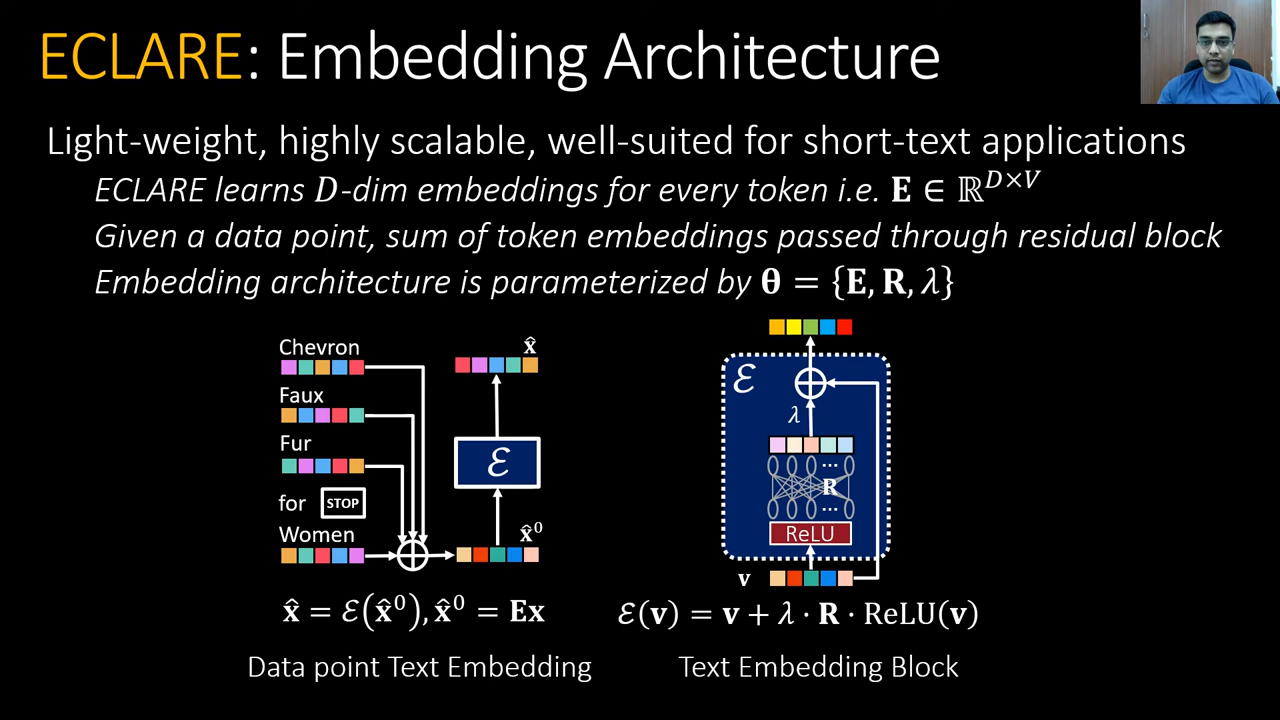 ECLARE: Embedding Architecture
Light-weight, highly scalable, well-suited for short-text applications
ECLARE learns D-dim embeddings for every token i.e. E ∈ ℝ^{D×V}
Given a data point, sum of token embeddings passed through residual block
Embedding architecture is parameterized by θ = {E, R, λ}
Chevron
Faux
Fur
for STOP
Women
x̂
ℰ
x̂⁰
x̂ = ℰ(x̂⁰), x̂⁰ = Ex
Data point Text Embedding
ℰ
λ
...
R
...
ReLU
v
ℰ(v) = v + λ · R · ReLU(v)
Text Embedding Block